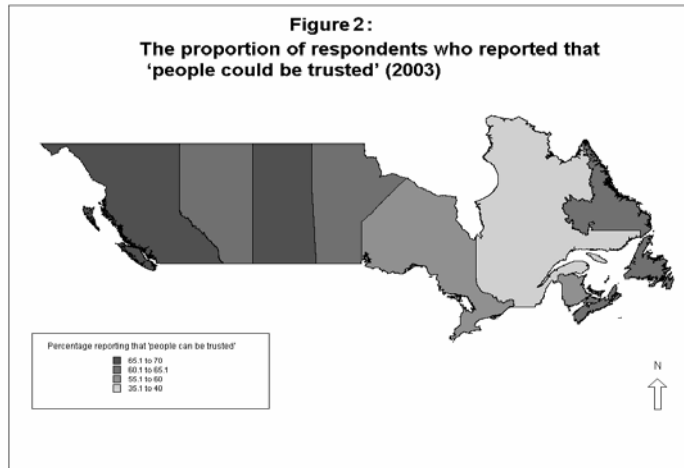 Figure 2:
The proportion of respondents who reported that
‘people could be trusted’ (2003)
Percentage reporting that 'people can be trusted'
65.1 to 70
60.1 to 65.1
55.1 to 60
35.1 to 40
N